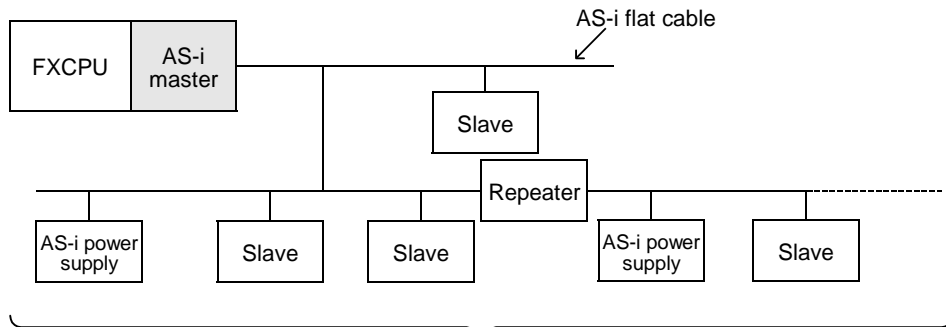 AS-i flat cable
FXCPU
AS-i
master
Slave
Repeater
AS-i power
supply
Slave
Slave
AS-i power
supply
Slave